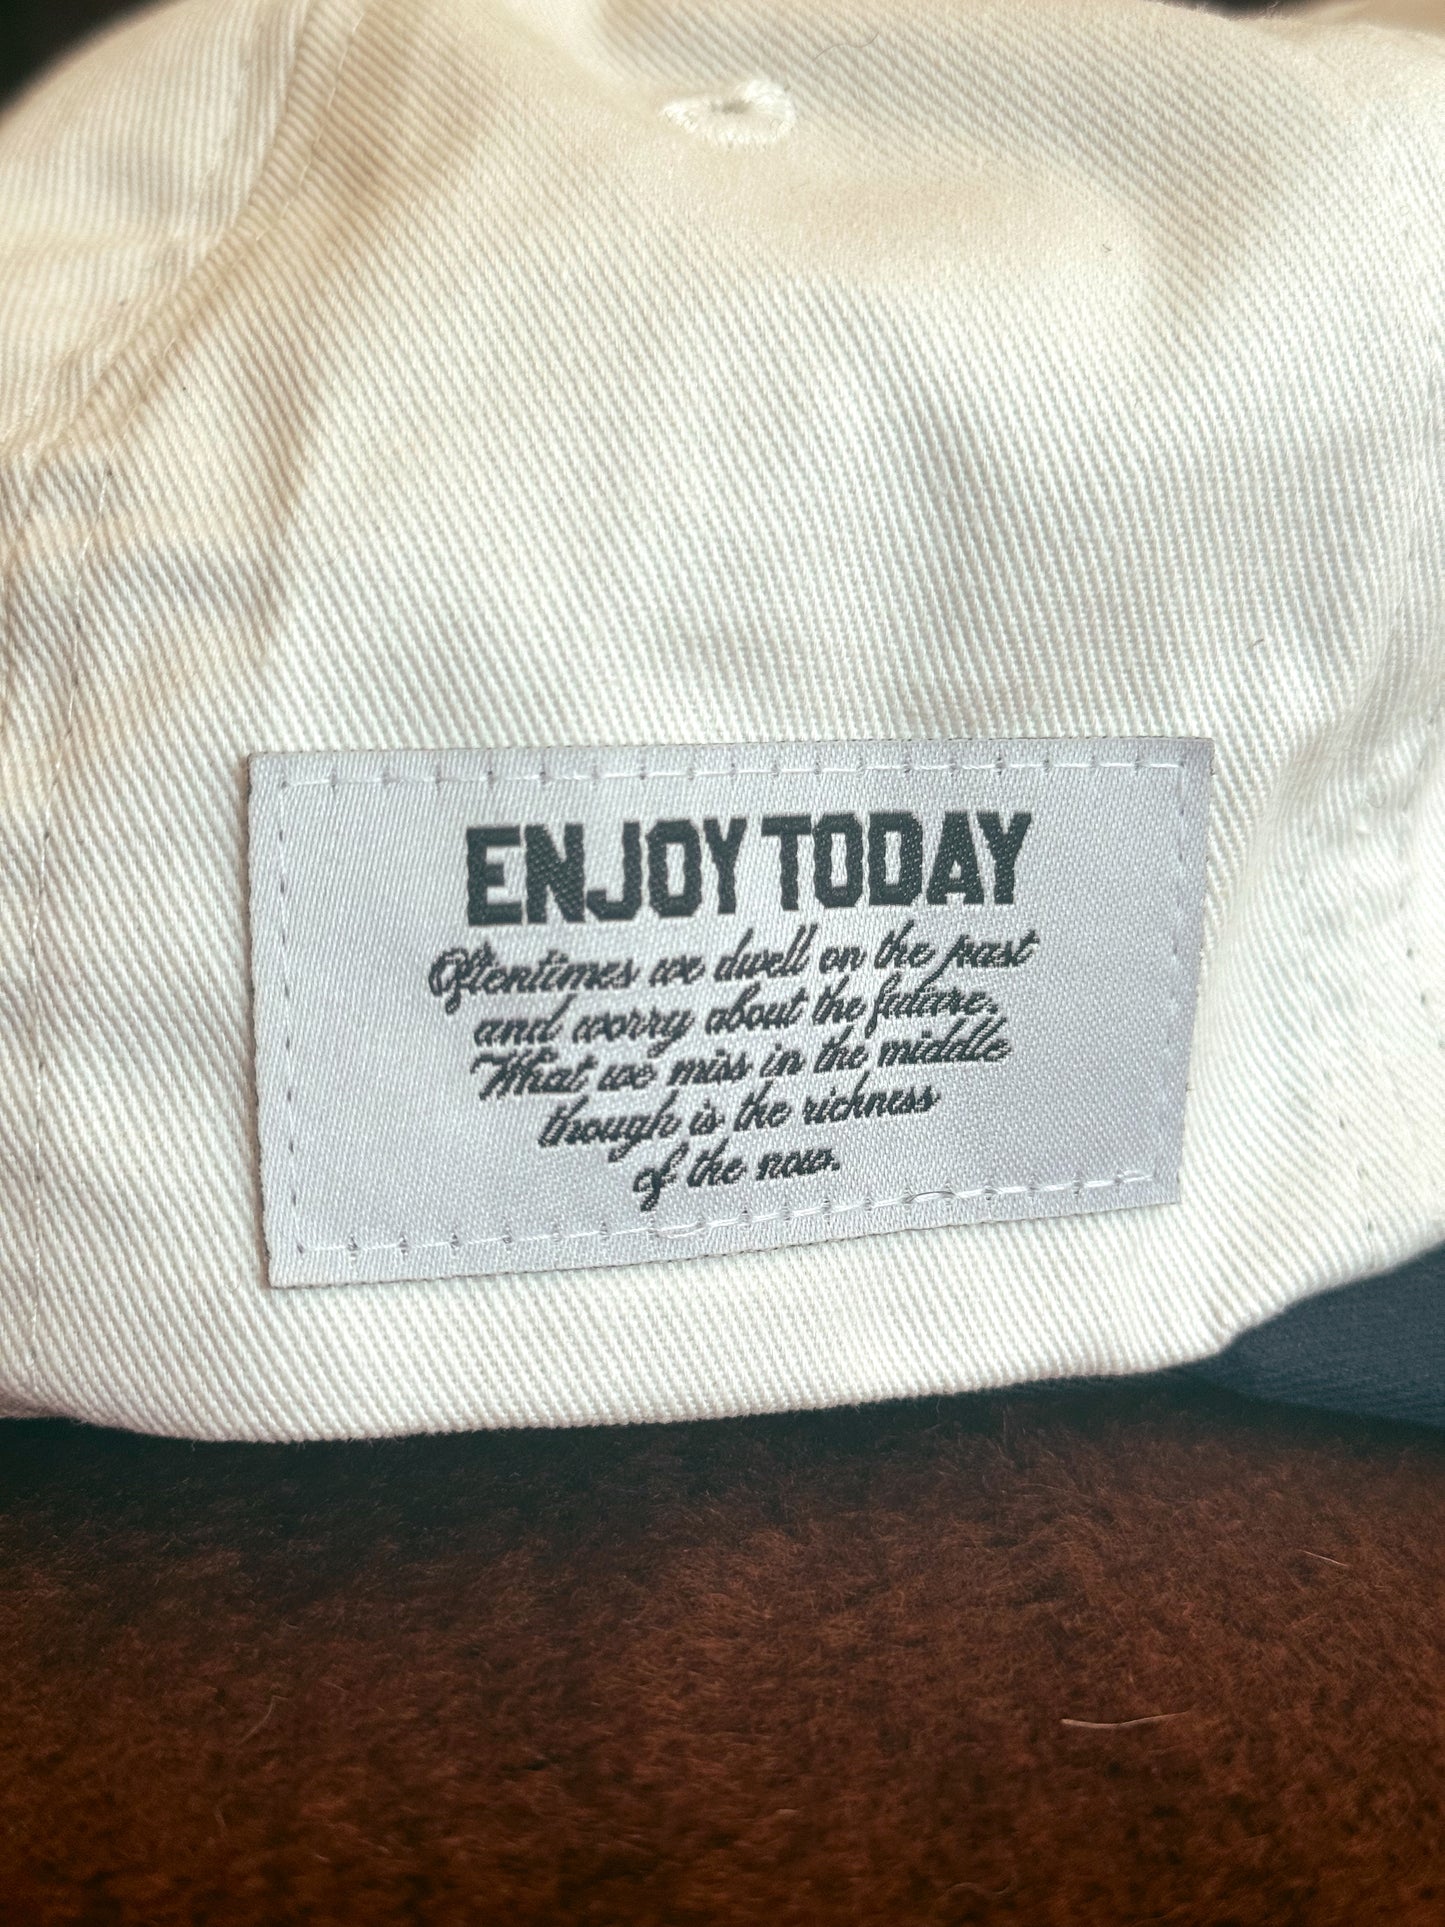 ENJOY TODAY
Oftentimes we dwell on the past
and worry about the future.
What we miss in the middle
though is the richness
of the now.